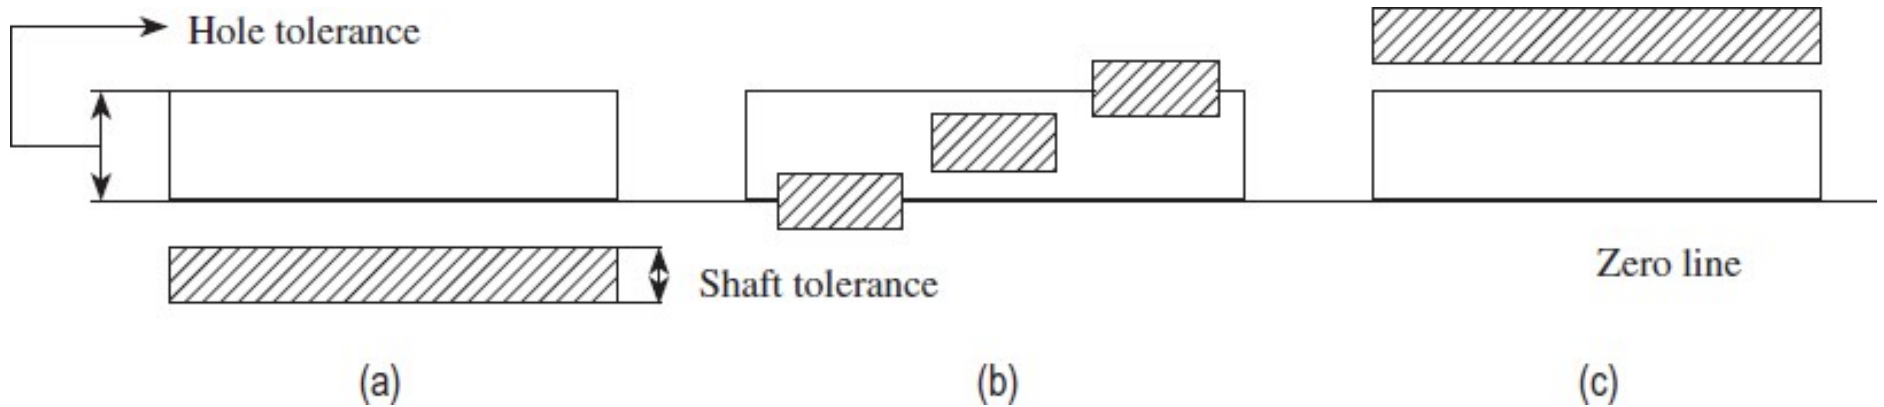 Hole tolerance
Shaft tolerance
Zero line
(a)
(b)
(c)